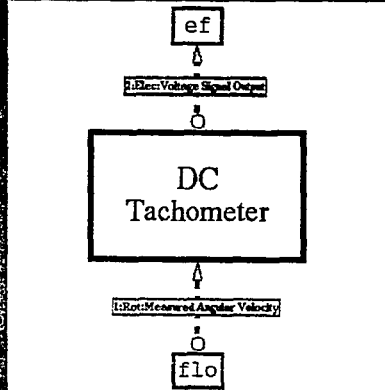 ef
1:Elec:Voltage Signal Output
DC
Tachometer
1:Rot:Measured Angular Velocity
flo